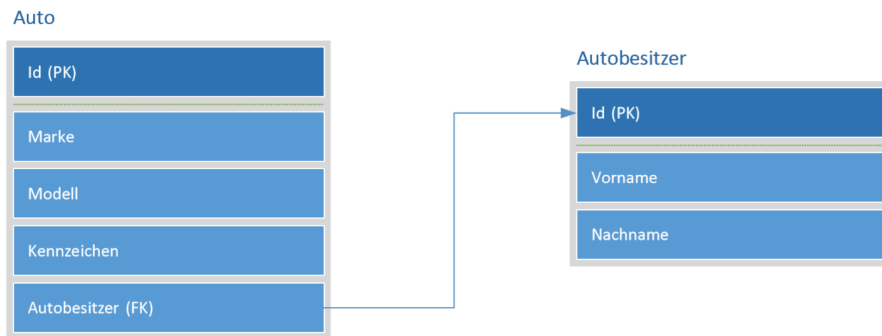 Auto
Id (PK)
Marke
Modell
Kennzeichen
Autobesitzer (FK)
Autobesitzer
Id (PK)
Vorname
Nachname